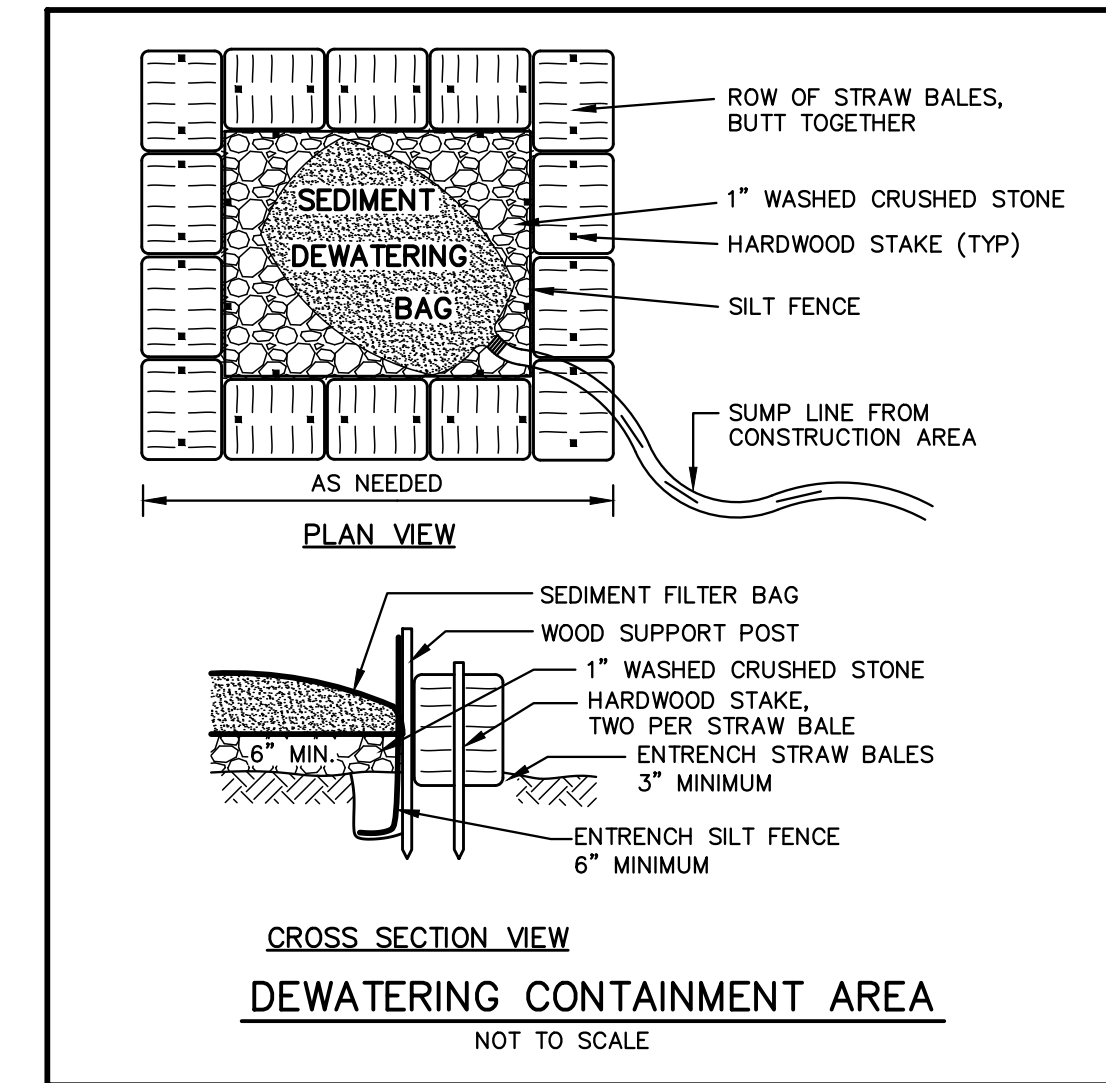 ROW OF STRAW BALES,
BUTT TOGETHER
SEDIMENT
DEWATERING
BAG
1” WASHED CRUSHED STONE
HARDWOOD STAKE (TYP)
SILT FENCE
SUMP LINE FROM
CONSTRUCTION AREA
AS NEEDED
PLAN VIEW
SEDIMENT FILTER BAG
WOOD SUPPORT POST
1” WASHED CRUSHED STONE
HARDWOOD STAKE,
TWO PER STRAW BALE
6” MIN.
ENTRENCH STRAW BALES
3” MINIMUM
ENTRENCH SILT FENCE
6” MINIMUM
CROSS SECTION VIEW
DEWATERING CONTAINMENT AREA
NOT TO SCALE